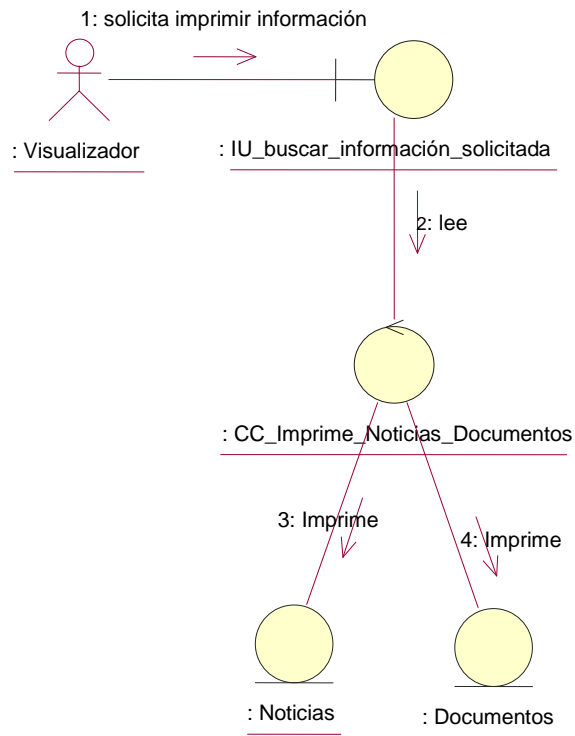 1: solicita imprimir información
: Visualizador
: IU_buscar_información_solicitada
2: lee
: CC_Imprime_Noticias_Documentos
3: Imprime
4: Imprime
: Noticias
: Documentos